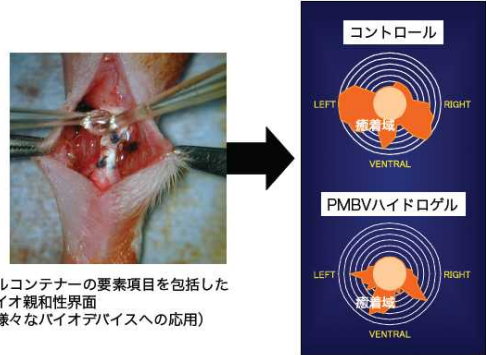 コントロール
LEFT
RIGHT
癒着域
VENTRAL
PMBVハイドロゲル
LEFT
RIGHT
癒着域
VENTRAL
ルコンテナーの要素項目を包括した
イオ親和性界面
様々なバイオデバイスへの応用）